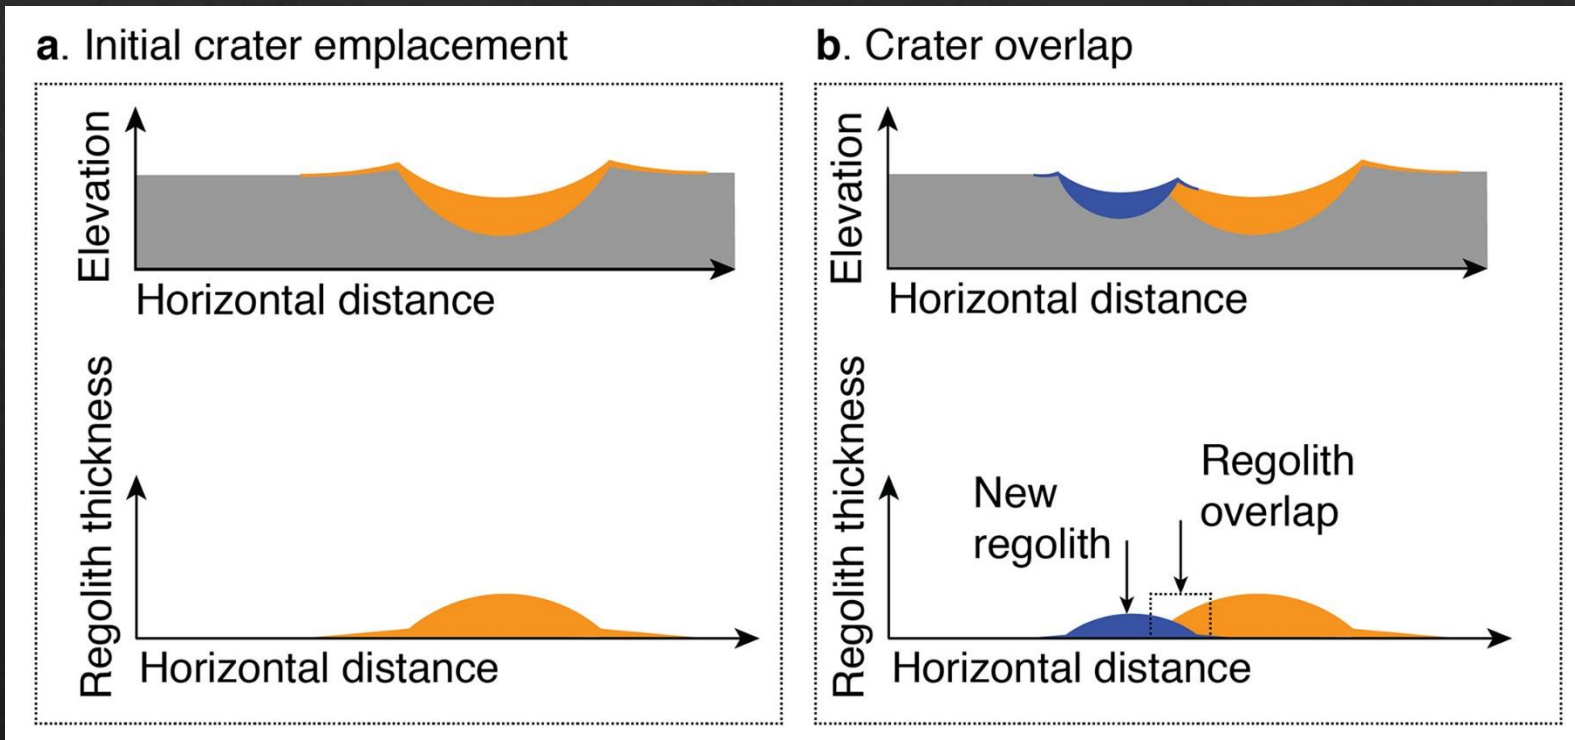 a. Initial crater emplacement
Elevation
Horizontal distance
Regolith thickness
Horizontal distance
b. Crater overlap
Elevation
Horizontal distance
Regolith thickness
New
regolith
Regolith
overlap
Horizontal distance